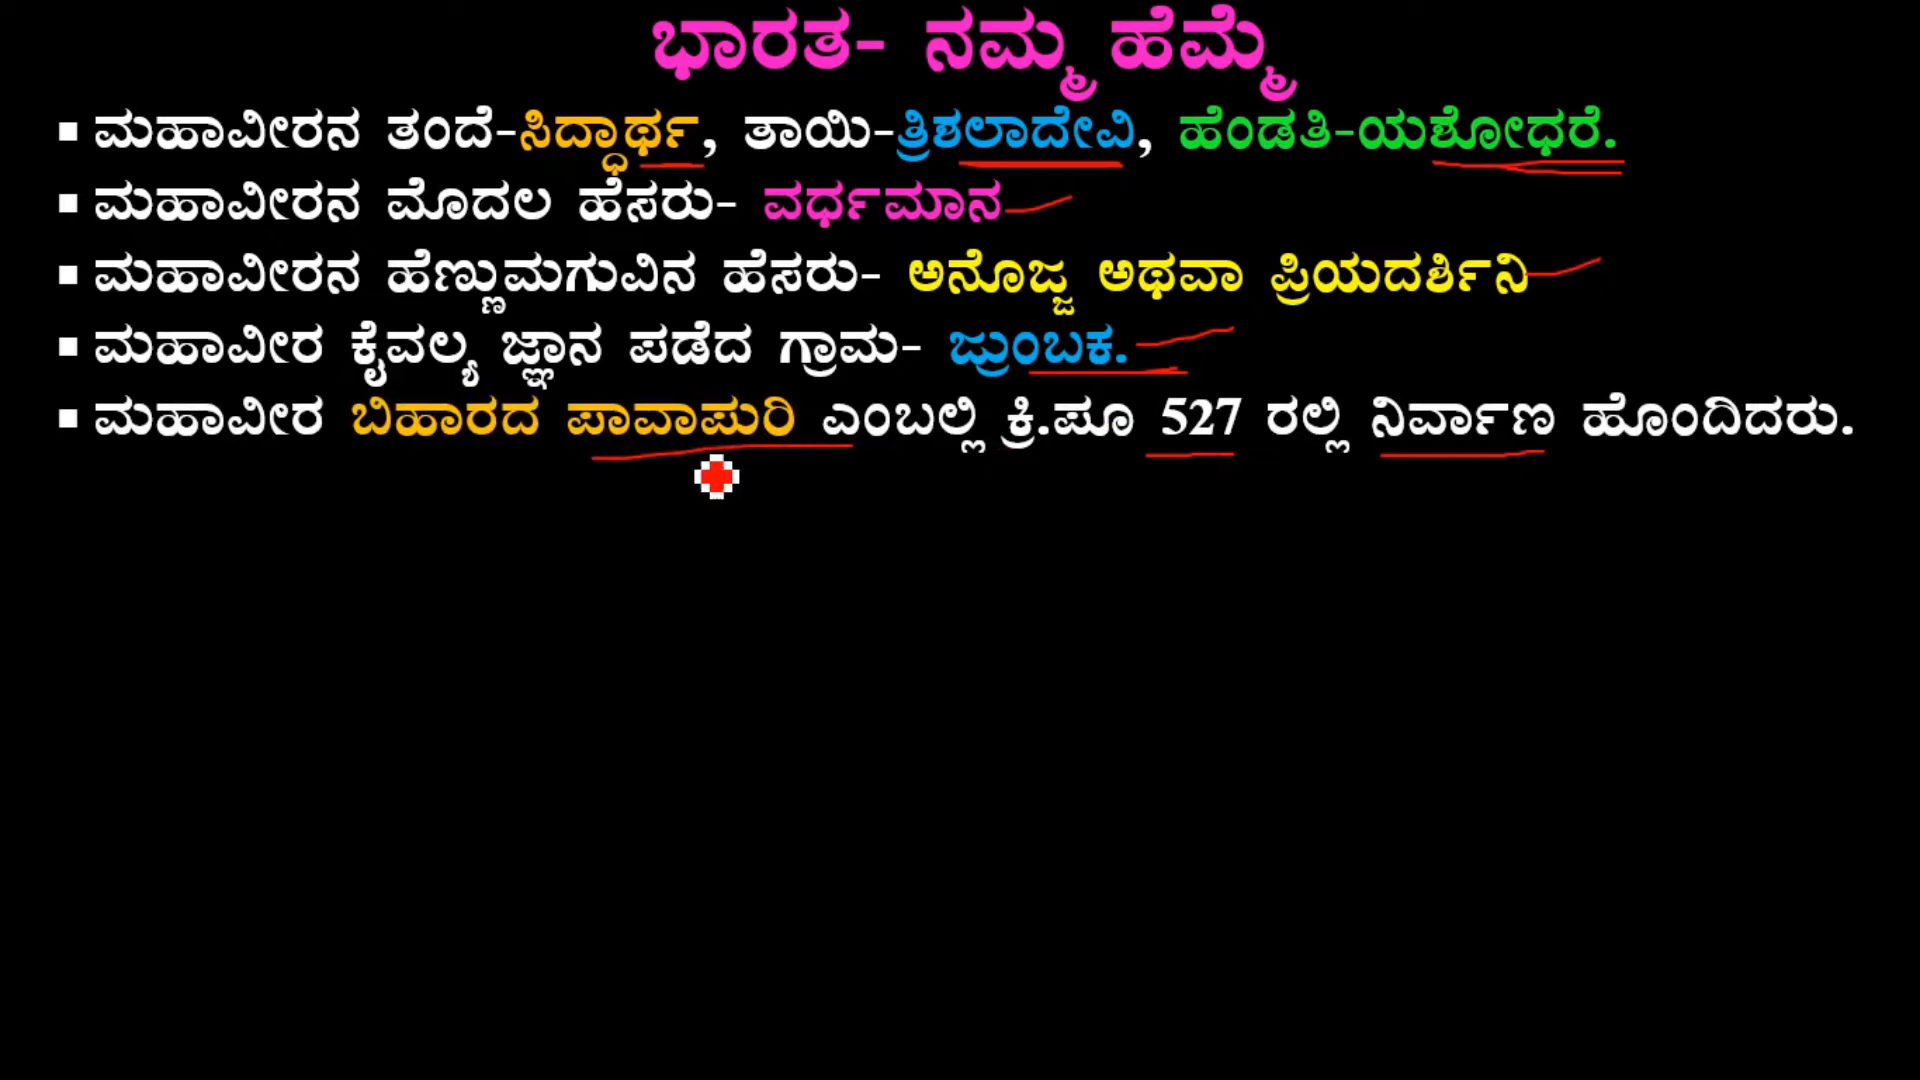 ಭಾರತ- ನಮ್ಮ ಹೆಮ್ಮೆ
▪ ಮಹಾವೀರನ ತಂದೆ-ಸಿದ್ಧಾರ್ಥ, ತಾಯಿ-ತ್ರಿಶಲಾದೇವಿ, ಹೆಂಡತಿ-ಯಶೋಧರೆ.
▪ ಮಹಾವೀರನ ಮೊದಲ ಹೆಸರು- ವರ್ಧಮಾನ
▪ ಮಹಾವೀರನ ಹೆಣ್ಣುಮಗುವಿನ ಹೆಸರು- ಅನೊಜ್ಜ ಅಥವಾ ಪ್ರಿಯದರ್ಶಿನಿ
▪ ಮಹಾವೀರ ಕೈವಲ್ಯ ಜ್ಞಾನ ಪಡೆದ ಗ್ರಾಮ- ಜ್ರುಂಬಕ.
▪ ಮಹಾವೀರ ಬಿಹಾರದ ಪಾವಾಪುರಿ ಎಂಬಲ್ಲಿ ಕ್ರಿ.ಪೂ 527 ರಲ್ಲಿ ನಿರ್ವಾಣ ಹೊಂದಿದರು.